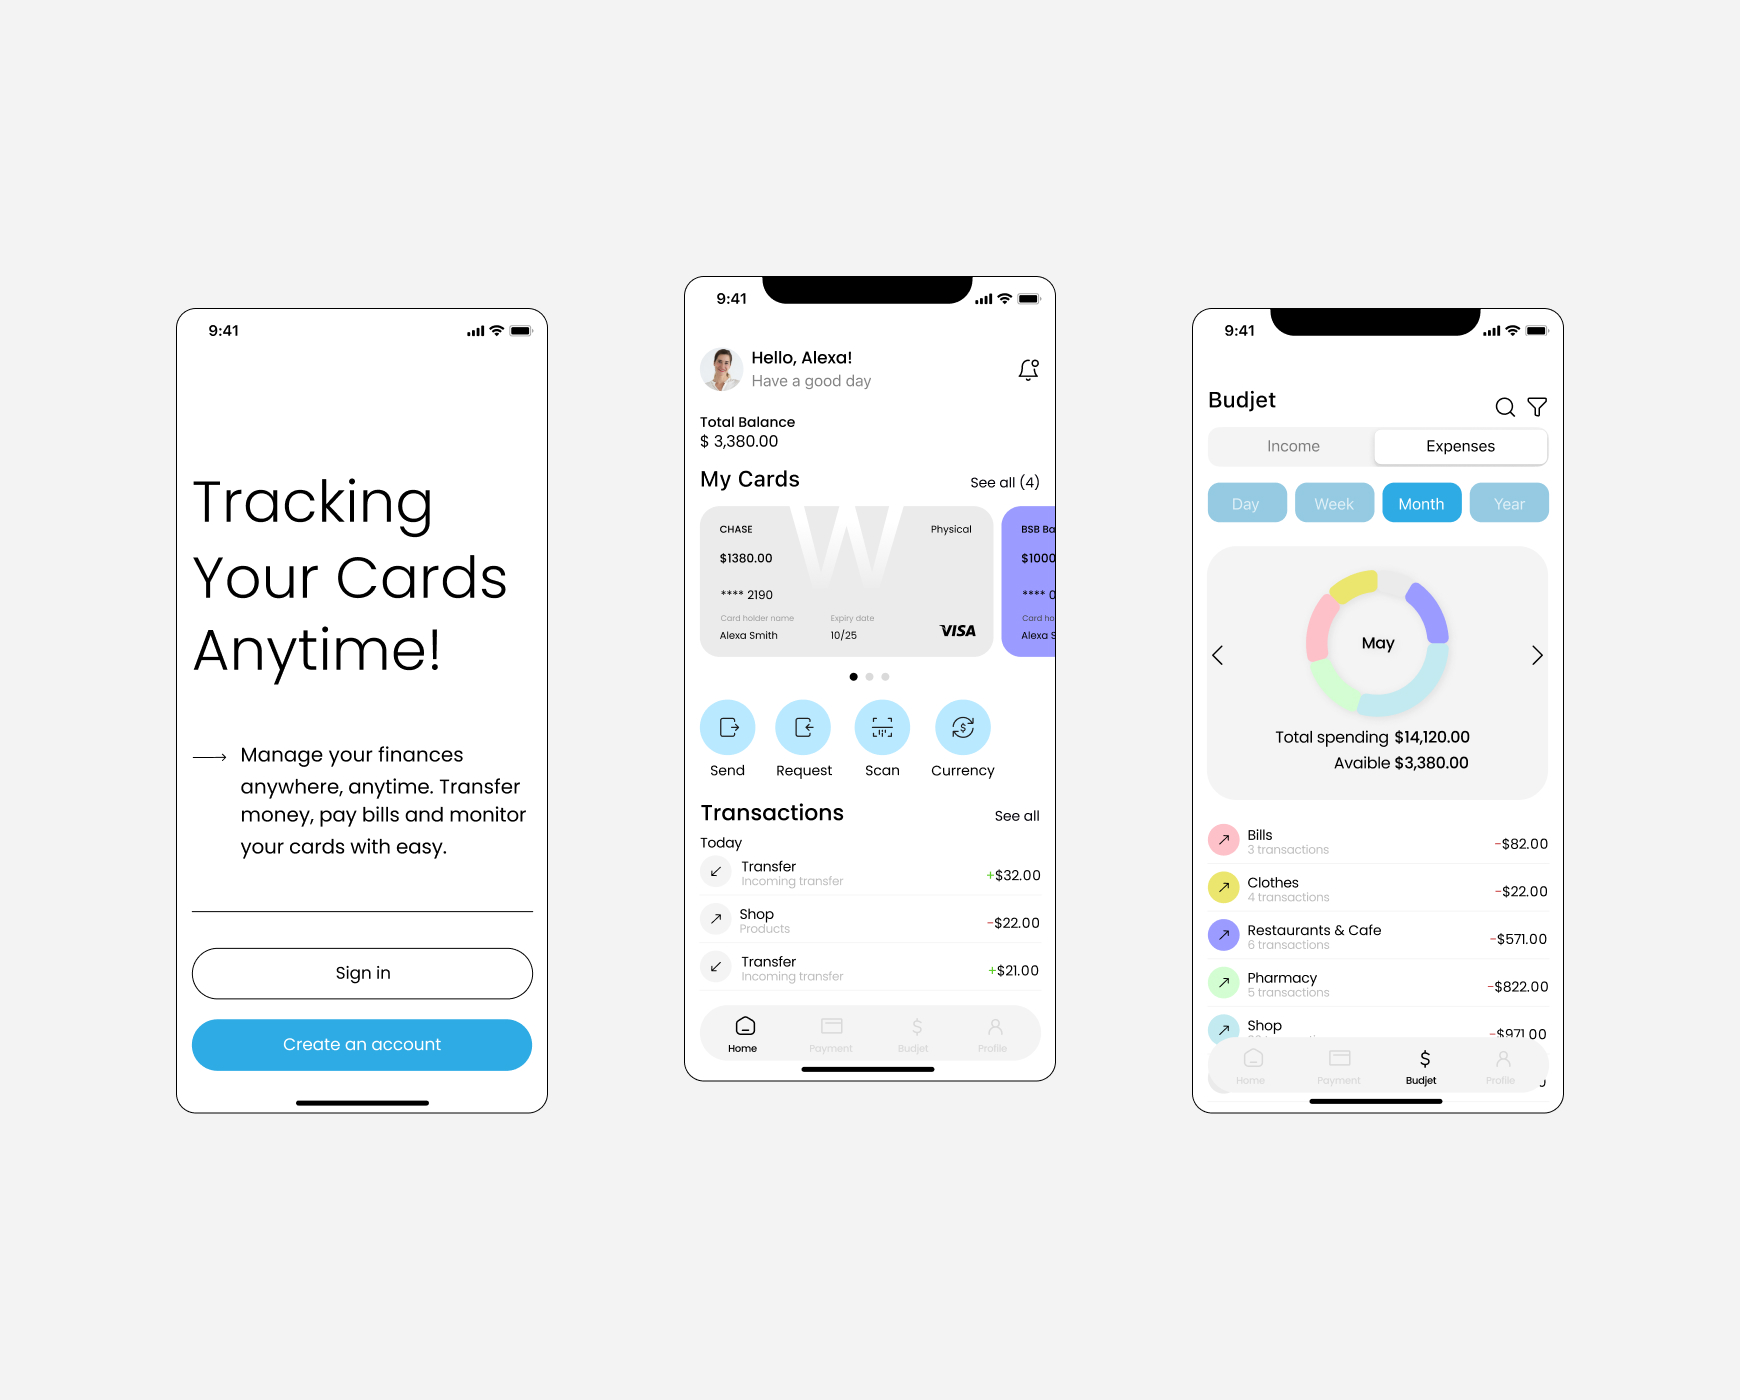 9:41
Tracking
Your Cards
Anytime!
Manage your finances
anywhere, anytime. Transfer
money, pay bills and monitor
your cards with easy.
Sign in
Create an account
9:41
Hello, Alexa!
Have a good day
Total Balance
$ 3,380.00
My Cards
See all (4)
W
CHASE
Physical
$1380.00
**** 2190
Card holder name
Expiry date
Alexa Smith
10/25
VISA
BSB Ba
$1000
**** 0
Card ho
Alexa S
Send
Request
Scan
Currency
Transactions
See all
Today
Transfer
Incoming transfer
+$32.00
Shop
Products
-$22.00
Transfer
Incoming transfer
+$21.00
Home
Payment
Budjet
Profile
9:41
Budjet
Income
Expenses
Day
Week
Month
Year
May
Total spending $14,120.00
Avaible $3,380.00
Bills
3 transactions
-$82.00
Clothes
4 transactions
-$22.00
Restaurants & Cafe
6 transactions
-$571.00
Pharmacy
5 transactions
-$822.00
Shop
-$971.00
Home
Payment
Budjet
Profile